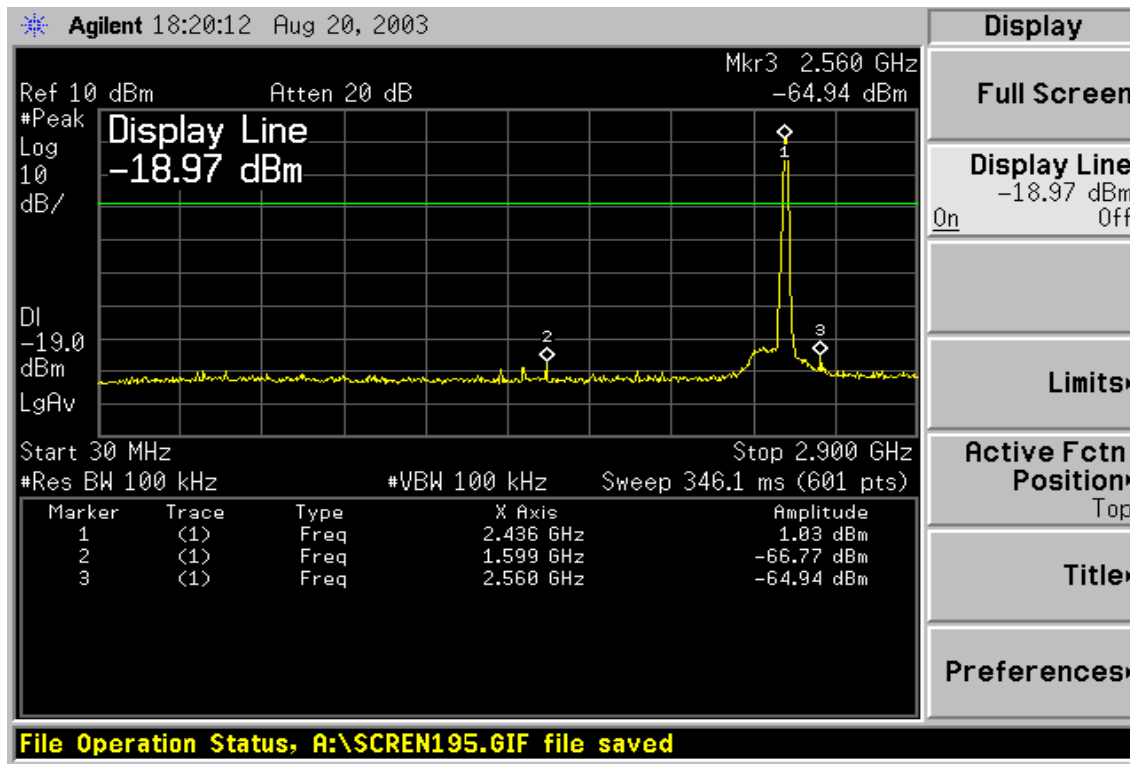 Agilent 18:20:12 Aug 20, 2003
Mkr3 2.560 GHz
Ref 10 dBm Atten 20 dB -64.94 dBm
#Peak
Log
10
dB/
Display Line
-18.97 dBm
1
2
3
DI
-19.0
dBm
LgAv
Start 30 MHz Stop 2.900 GHz
#Res BW 100 kHz #VBW 100 kHz Sweep 346.1 ms (601 pts)
Marker Trace Type X Axis Amplitude
1 (1) Freq 2.436 GHz 1.03 dBm
2 (1) Freq 1.599 GHz -66.77 dBm
3 (1) Freq 2.560 GHz -64.94 dBm
File Operation Status, A:\SCREN195.GIF file saved
Display
Full Screen
Display Line
-18.97 dBm
On Off
Limits
Active Fctn
Position
Top
Title
Preferences